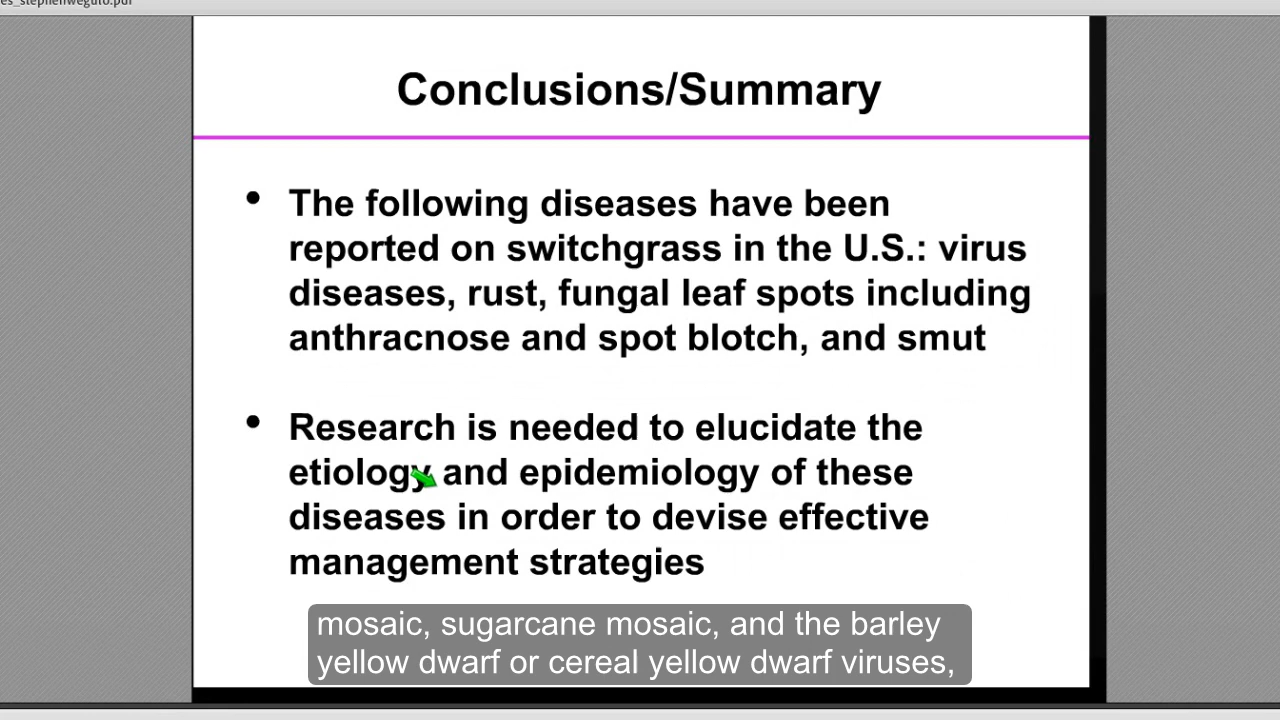 es_stephenwegulo.pdf
Conclusions/Summary
• The following diseases have been
reported on switchgrass in the U.S.: virus
diseases, rust, fungal leaf spots including
anthracnose and spot blotch, and smut
• Research is needed to elucidate the
etiology and epidemiology of these
diseases in order to devise effective
management strategies
mosaic, sugarcane mosaic, and the barley
yellow dwarf or cereal yellow dwarf viruses,